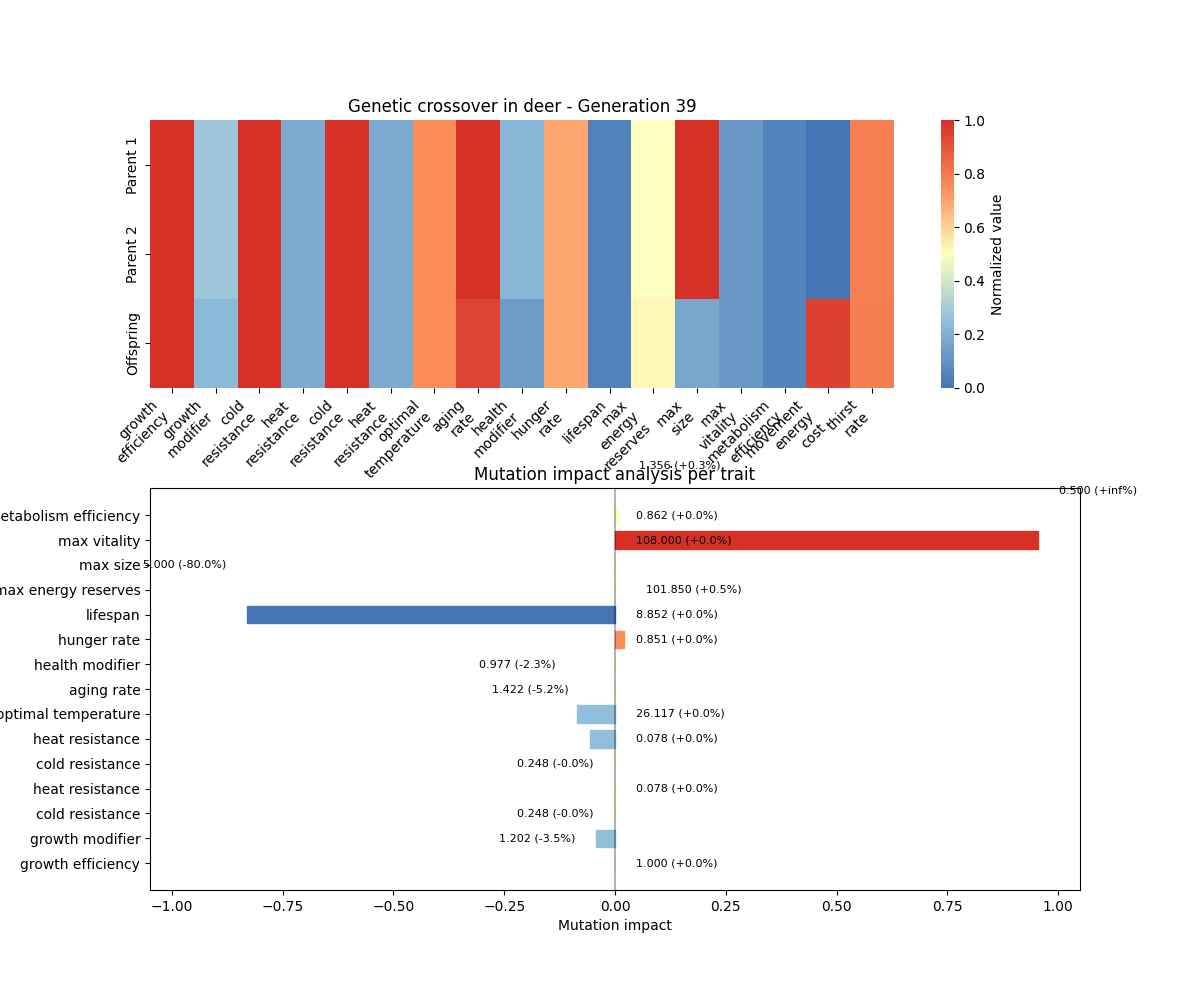 Genetic crossover in deer - Generation 39
Parent 1
Parent 2
Offspring
growth
efficiency
growth
modifier
cold
resistance
heat
resistance
cold
resistance
heat
resistance
optimal
temperature
aging
rate
health
modifier
hunger
rate
lifespan
max
energy
reserves
max
size
max
vitality
metabolism
efficiency
movement
energy
cost
thirst
rate
1.0
0.8
0.6
0.4
0.2
0.0
Normalized value
1.356 (+0.3%)
Mutation impact analysis per trait
0.500 (+inf%)
etabolism efficiency
0.862 (+0.0%)
max vitality
108.000 (+0.0%)
max size
5.000 (-80.0%)
max energy reserves
101.850 (+0.5%)
lifespan
8.852 (+0.0%)
hunger rate
0.851 (+0.0%)
health modifier
0.977 (-2.3%)
aging rate
1.422 (-5.2%)
optimal temperature
26.117 (+0.0%)
heat resistance
0.078 (+0.0%)
cold resistance
0.248 (-0.0%)
heat resistance
0.078 (+0.0%)
cold resistance
0.248 (-0.0%)
growth modifier
1.202 (-3.5%)
growth efficiency
1.000 (+0.0%)
−1.00
−0.75
−0.50
−0.25
0.00
0.25
0.50
0.75
1.00
Mutation impact